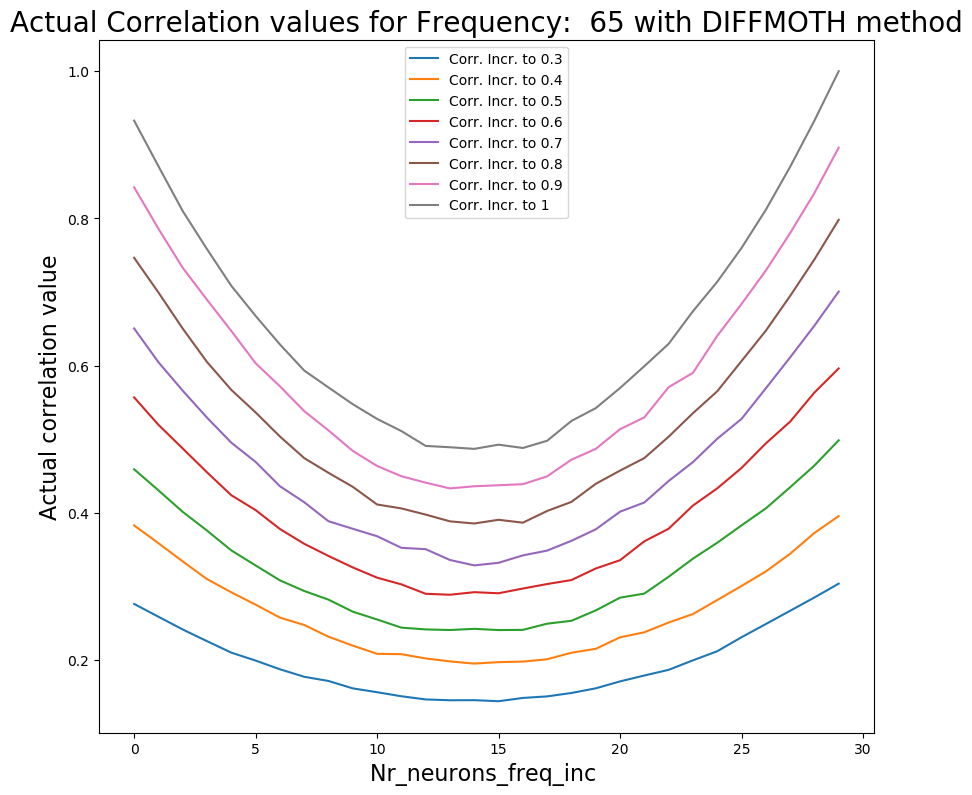 Actual Correlation values for Frequency:  65 with DIFFMOTH method
Corr. Incr. to 0.3
Corr. Incr. to 0.4
Corr. Incr. to 0.5
Corr. Incr. to 0.6
Corr. Incr. to 0.7
Corr. Incr. to 0.8
Corr. Incr. to 0.9
Corr. Incr. to 1
Actual correlation value
1.0
0.8
0.6
0.4
0.2
0 5 10 15 20 25 30
Nr_neurons_freq_inc